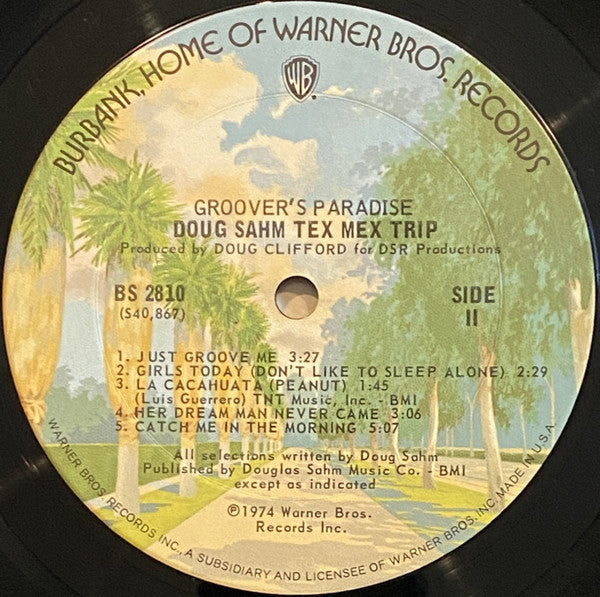 BURBANK, HOME OF WARNER BROS. RECORDS
WB
GROOVER'S PARADISE
DOUG SAHM TEX MEX TRIP
Produced by DOUG CLIFFORD for DSR Productions
BS 2810
(S40,867)
SIDE
II
1. JUST GROOVE ME 3:27
2. GIRLS TODAY (DON'T LIKE TO SLEEP ALONE) 2:29
3. LA CACAHUATA (PEANUT) 1:45
(Luis Guerrero) TNT Music, Inc. - BMI
4. HER DREAM MAN NEVER CAME 3:06
5. CATCH ME IN THE MORNING 5:07
All selections written by Doug Sahm
Published by Douglas Sahm Music Co. - BMI
except as indicated
℗1974 Warner Bros.
Records Inc.
WARNER BROS. RECORDS INC., A SUBSIDIARY AND LICENSEE OF WARNER BROS. INC. MADE IN U.S.A.